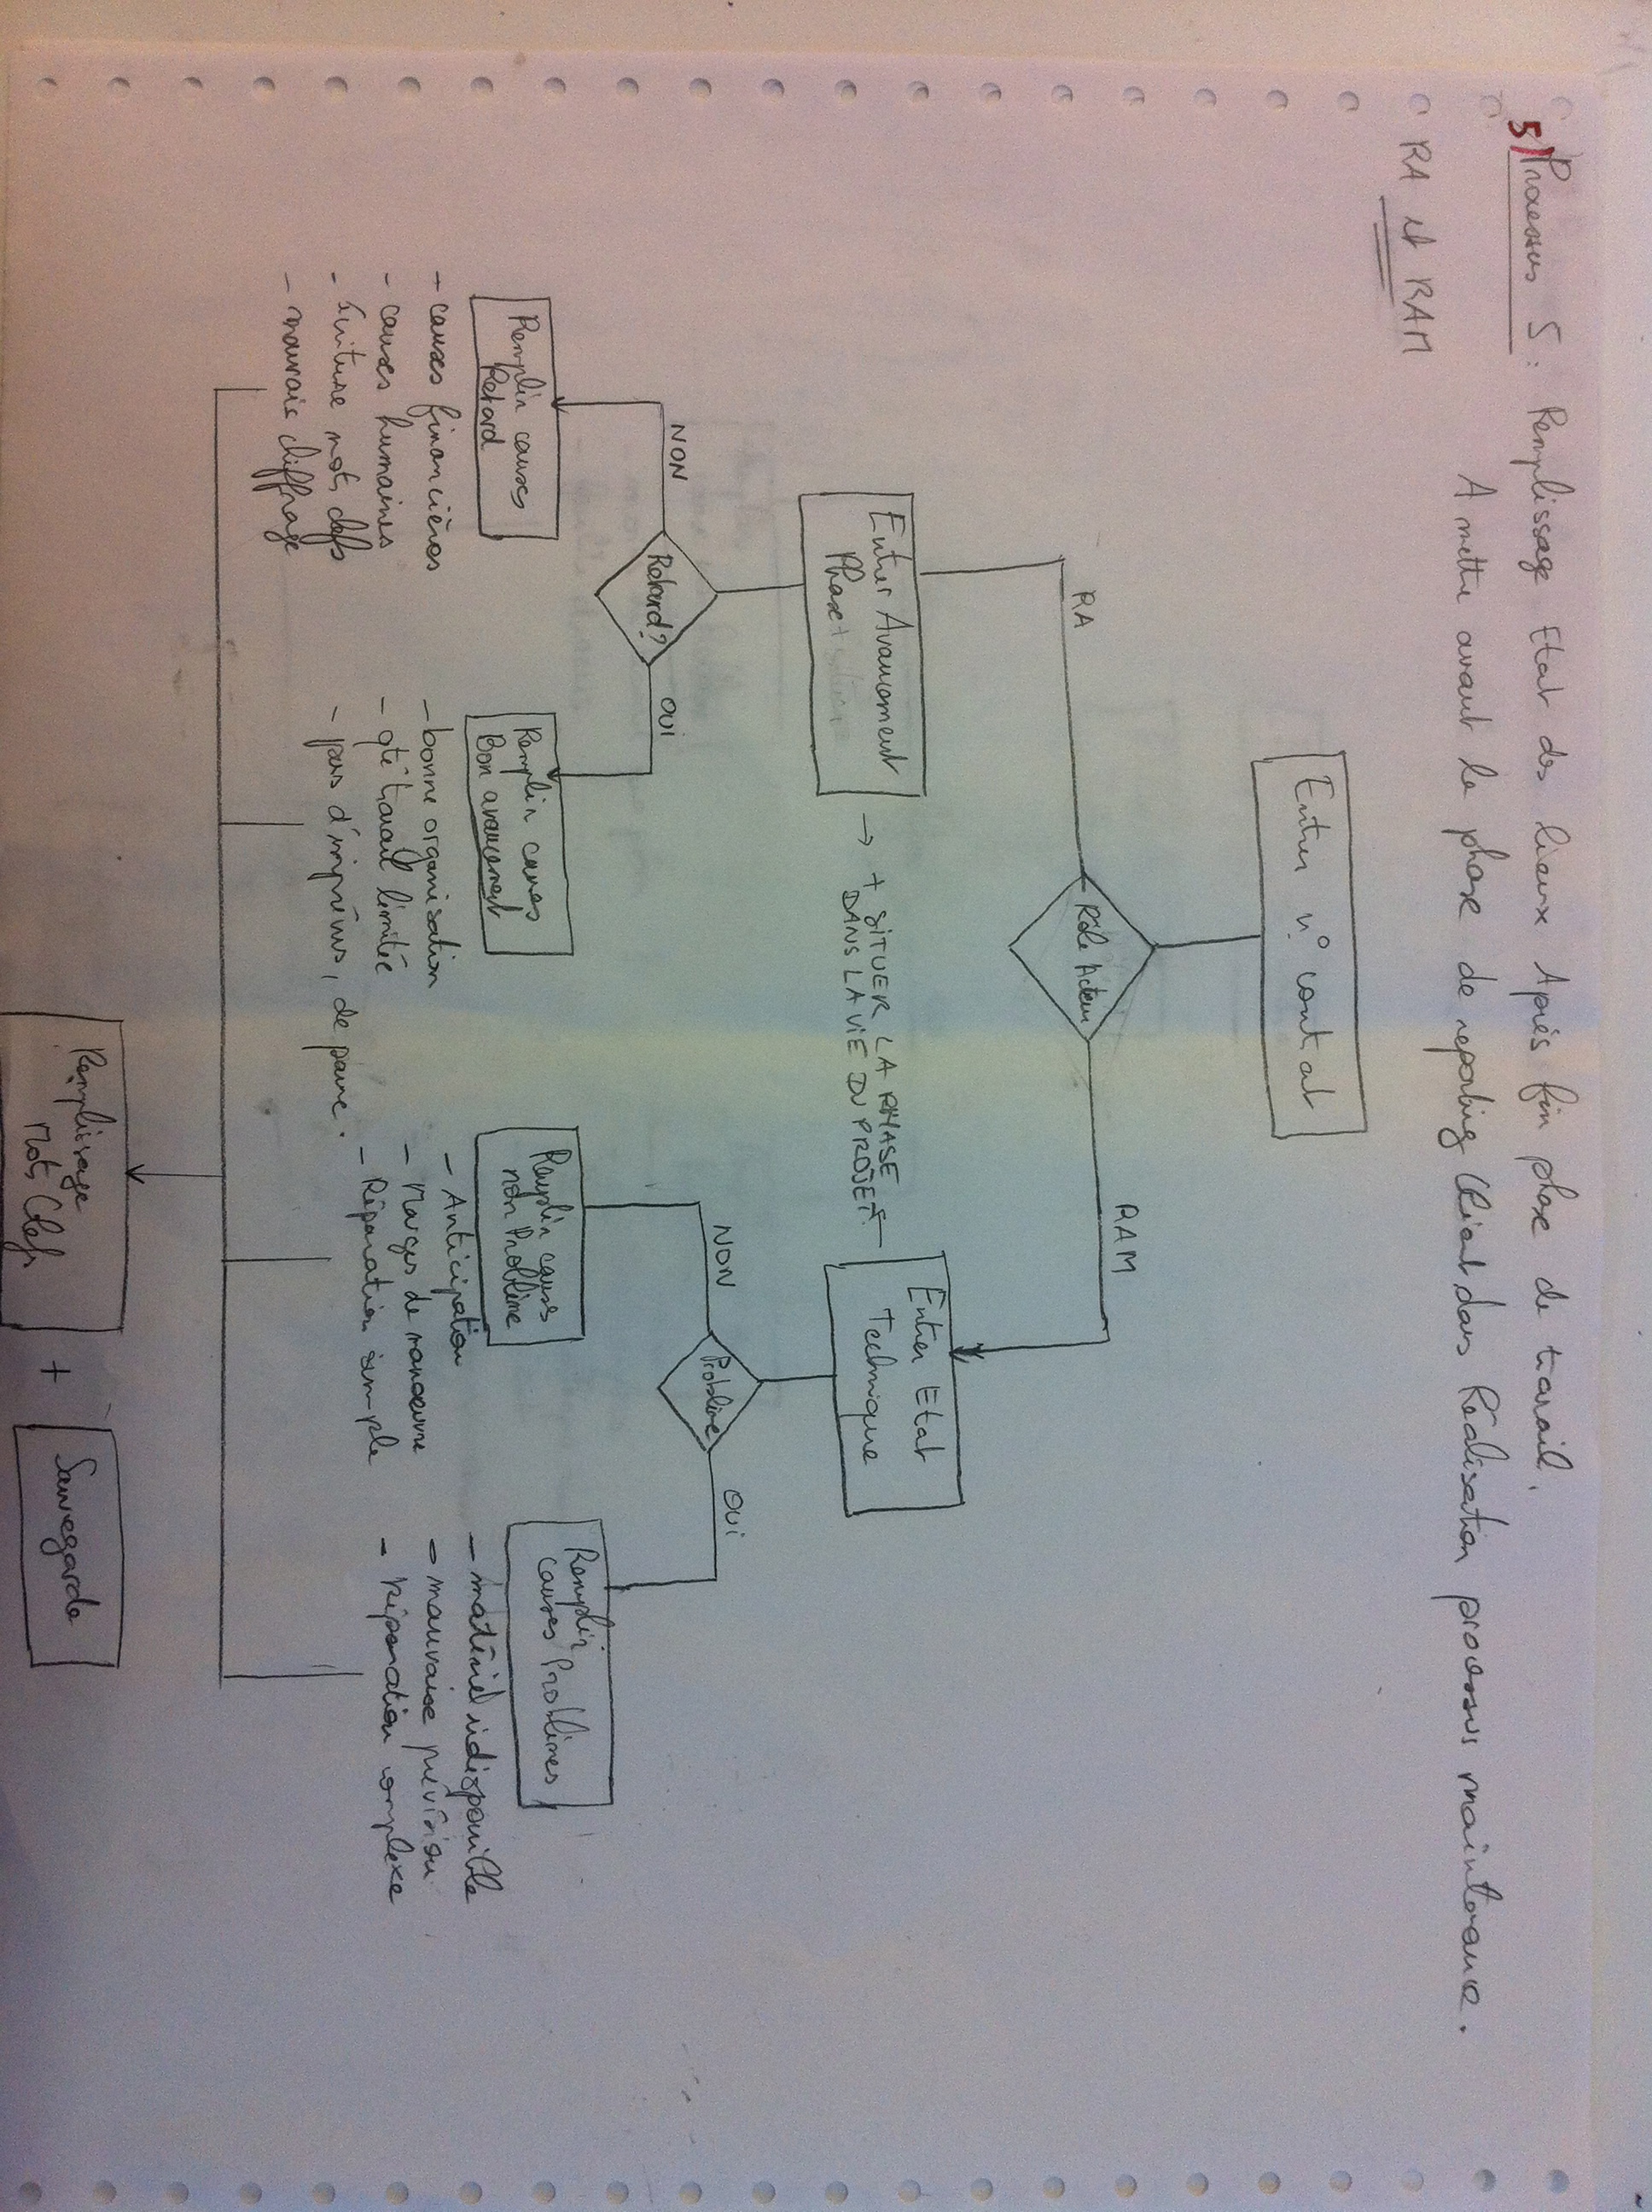 5) Processus 5 : Remplissage Etat des lieux Après fin phase de travail.
A mettre avant la phase de reporting Client dans Réalisation processus maintenance.
RA et RAM
Entrer n° contrat
Rôle Acteur
RA
RAM
Entrer Avancement
Phase
→ + SITUER LA PHASE
DANS LA VIE DU PROJET
Entrer Etat
Technique
Retard?
NON
OUI
Problème
NON
OUI
Remplir causes
Retard
- causes financières
- causes humaines
- écriture mots clefs
- mauvais chiffrage
Remplir causes
Bon avancement
- bonne organisation
- qté travail limitée
- pas d'imprévus, de panne.
Remplir causes
non Problème
- Anticipation
- Marges de manoeuvre
- Réparation simple
Remplir
causes Problèmes
- matériel indisponible
- mauvaise prévision
- Réparation complexe
Remplissage
Mots Clefs
+
Sauvegarde